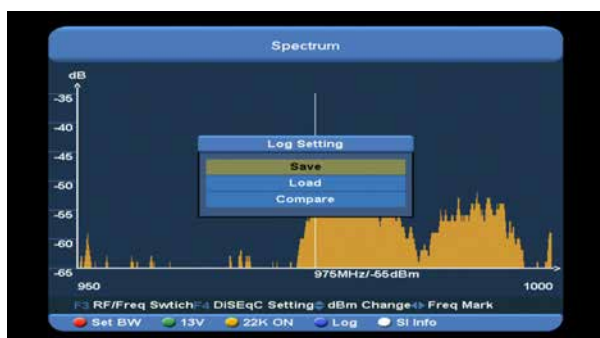 Spectrum
dB
-35
-40
Log Setting
-45
Save
Load
-50
Compare
-55
-60
-65
975MHz/-55dBm
950
1000
F3 RF/Freq Swtich F4 DiSEqC Setting dBm Change Freq Mark
Set BW 13V 22K ON Log SI Info